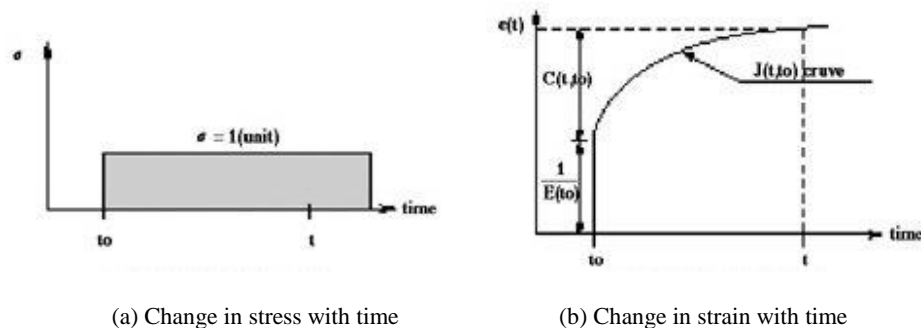 σ
σ = 1(unit)
time
to
t
(a) Change in stress with time
e(t)
C(t,to)
J(t,to) cruve
1
E(to)
time
to
t
(b) Change in strain with time